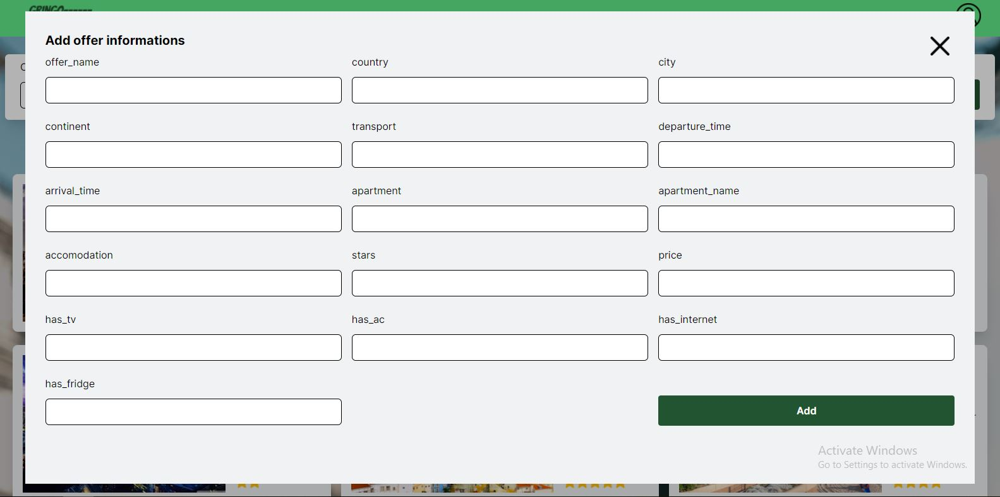 GRINGO
Add offer informations
offer_name country city
continent transport departure_time
arrival_time apartment apartment_name
accomodation stars price
has_tv has_ac has_internet
has_fridge
Add
Activate Windows
Go to Settings to activate Windows.